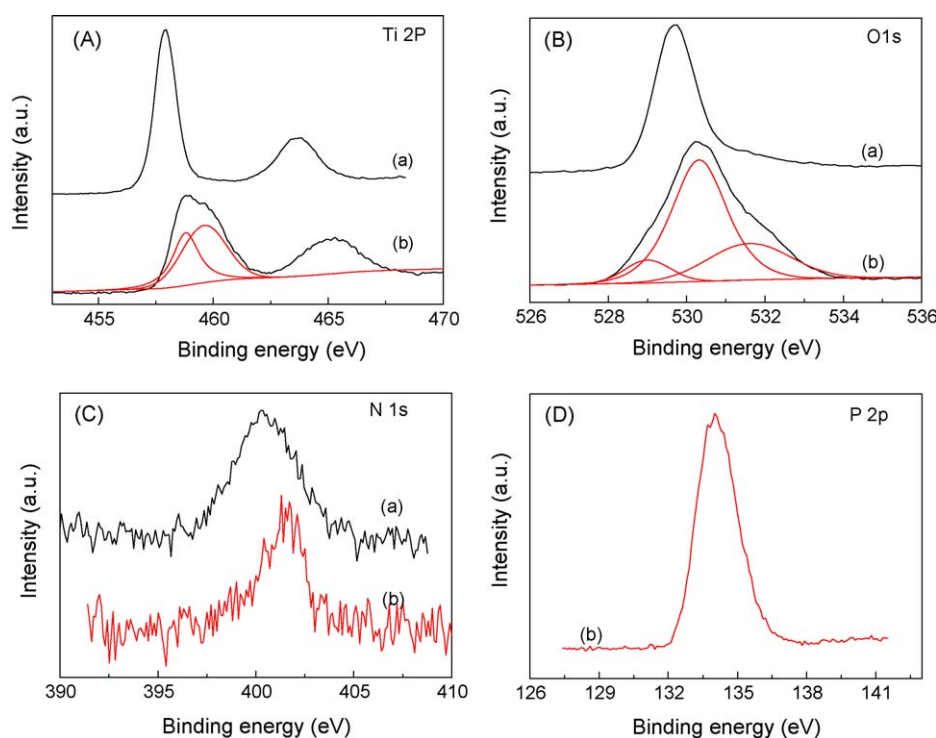 (A)
Ti 2P
(a)
(b)
Intensity (a.u.)
455 460 465 470
Binding energy (eV)
(B)
O1s
(a)
(b)
Intensity (a.u.)
526 528 530 532 534 536
Binding energy (eV)
(C)
N 1s
(a)
(b)
Intensity (a.u.)
390 395 400 405 410
Binding energy (eV)
(D)
P 2p
(b)
Intensity (a.u.)
126 129 132 135 138 141
Binding energy (eV)